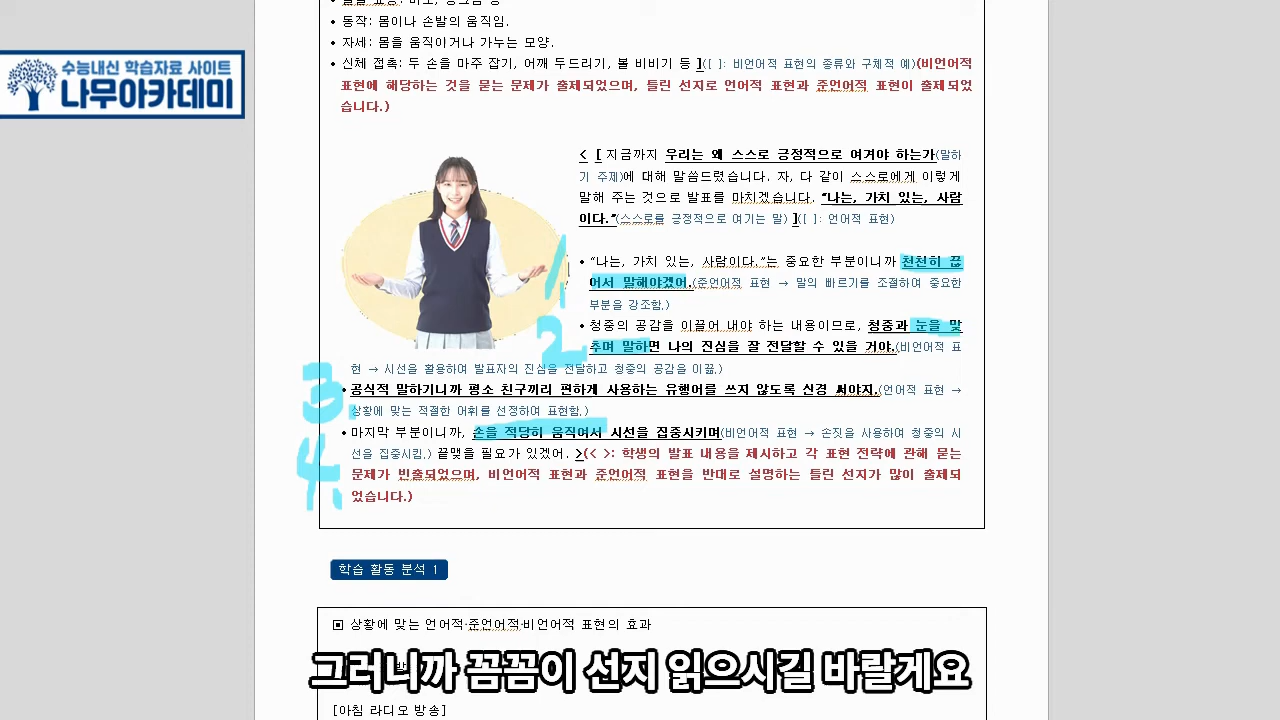 수능내신 학습자료 사이트
나무아카데미
• 동작: 몸이나 손발의 움직임.
• 자세: 몸을 움직이거나 가누는 모양.
• 신체 접촉: 두 손을 마주 잡기, 어깨 두드리기, 볼 비비기 등 ]([ ]: 비언어적 표현의 종류와 구체적 예)(비언어적
표현에 해당하는 것을 묻는 문제가 출제되었으며, 틀린 선지로 언어적 표현과 준언어적 표현이 출제되었
습니다.)
< [ 지금까지 우리는 왜 스스로 긍정적으로 여겨야 하는가(말하
기 주제)에 대해 말씀드렸습니다. 자, 다 같이 스스로에게 이렇게
말해 주는 것으로 발표를 마치겠습니다. “나는, 가치 있는, 사람
이다.”(스스로를 긍정적으로 여기는 말) ]([ ]: 언어적 표현)
• “나는, 가치 있는, 사람이다.”는 중요한 부분이니까 천천히 끊
어서 말해야겠어.(준언어적 표현 → 말의 빠르기를 조절하여 중요한
부분을 강조함.)
• 청중의 공감을 이끌어 내야 하는 내용이므로, 청중과 눈을 맞
추며 말하면 나의 진심을 잘 전달할 수 있을 거야.(비언어적 표
현 → 시선을 활용하여 발표자의 진심을 전달하고 청중의 공감을 이끎.)
• 공식적 말하기니까 평소 친구끼리 편하게 사용하는 유행어를 쓰지 않도록 신경 써야지.(언어적 표현 →
상황에 맞는 적절한 어휘를 선정하여 표현함.)
• 마지막 부분이니까, 손을 적당히 움직여서 시선을 집중시키며(비언어적 표현 → 손짓을 사용하여 청중의 시
선을 집중시킴.) 끝맺을 필요가 있겠어. >(< >: 학생의 발표 내용을 제시하고 각 표현 전략에 관해 묻는
문제가 빈출되었으며, 비언어적 표현과 준언어적 표현을 반대로 설명하는 틀린 선지가 많이 출제되
었습니다.)
1
2
3.
4.
학습 활동 분석 1
▣ 상황에 맞는 언어적·준언어적·비언어적 표현의 효과
그러니까 꼼꼼이 선지 읽으시길 바랄게요
[아침 라디오 방송]